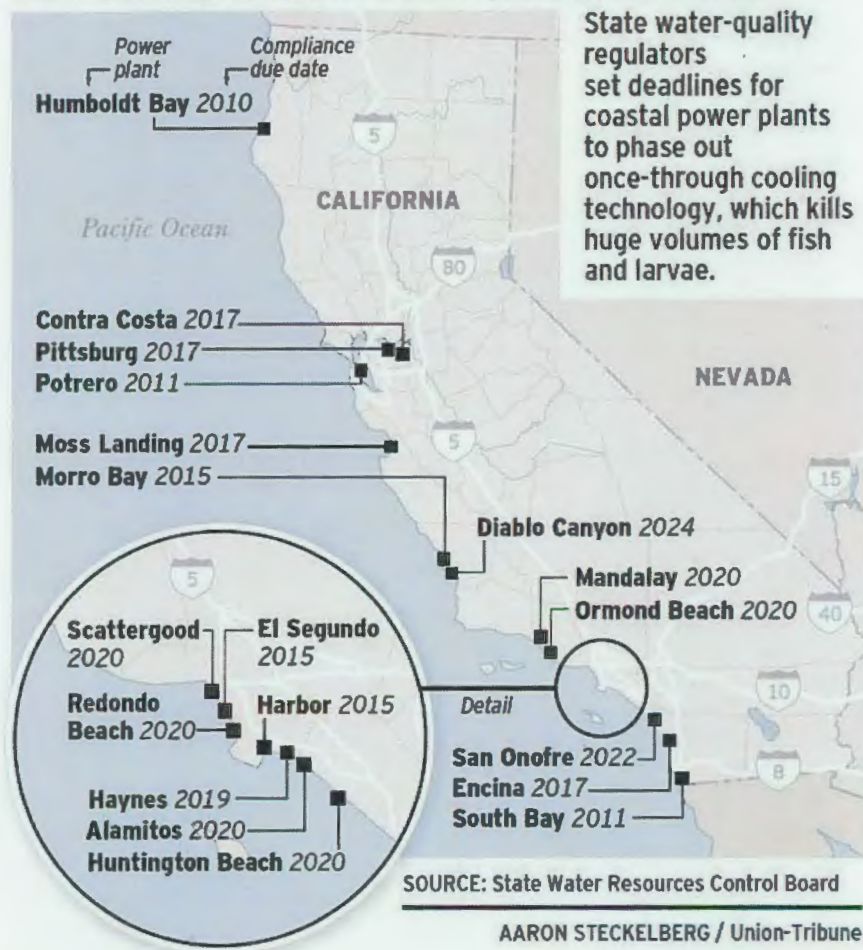 State water-quality
regulators
set deadlines for
coastal power plants
to phase out
once-through cooling
technology, which kills
huge volumes of fish
and larvae.
Power
plant
Compliance
due date
Humboldt Bay 2010
5
CALIFORNIA
Pacific Ocean
80
Contra Costa 2017
Pittsburg 2017
Potrero 2011
NEVADA
Moss Landing 2017
5
Morro Bay 2015
15
Diablo Canyon 2024
Mandalay 2020
Ormond Beach 2020
40
5
Scattergood
2020
El Segundo
2015
Redondo
Beach 2020
Harbor 2015
Detail
10
San Onofre 2022
Encina 2017
South Bay 2011
8
Haynes 2019
Alamitos 2020
Huntington Beach 2020
SOURCE: State Water Resources Control Board
AARON STECKELBERG / Union-Tribune